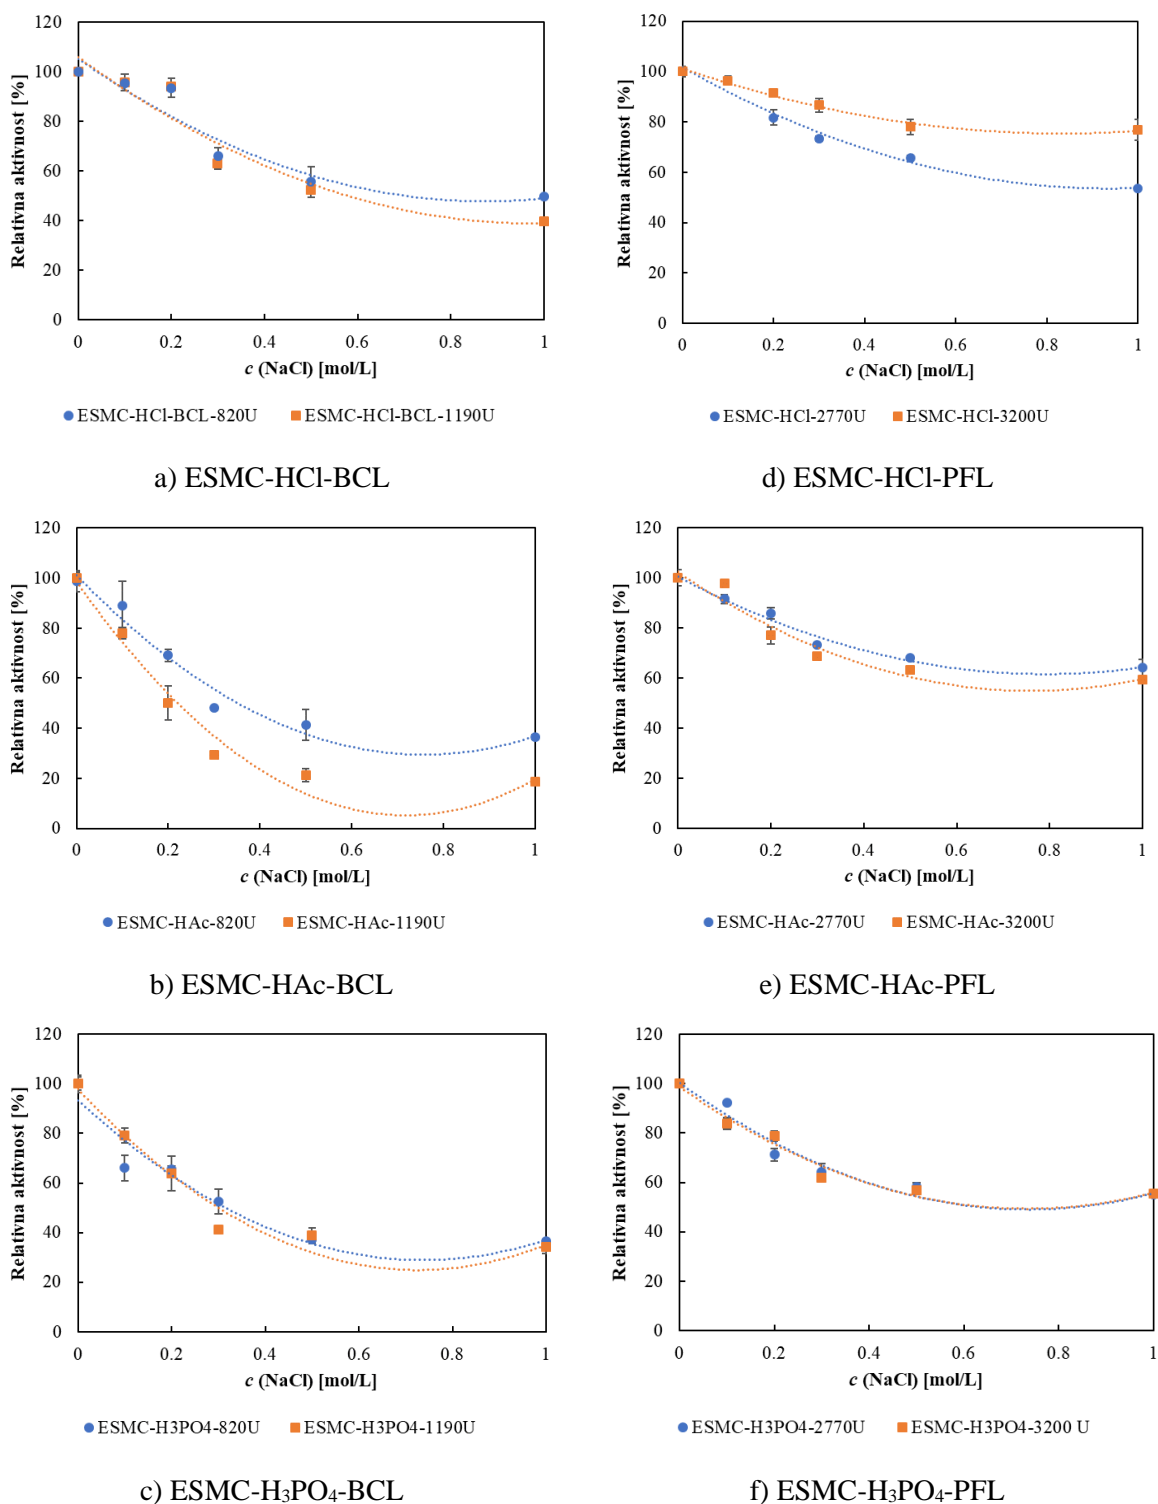 120
100
80
60
40
20
0
Relativna aktivnost [%]
0 0.2 0.4 0.6 0.8 1
c (NaCl) [mol/L]
ESMC-HCl-BCL-820U ESMC-HCl-BCL-1190U
a) ESMC-HCl-BCL
120
100
80
60
40
20
0
Relativna aktivnost [%]
0 0.2 0.4 0.6 0.8 1
c (NaCl) [mol/L]
ESMC-HCl-2770U ESMC-HCl-3200U
d) ESMC-HCl-PFL
120
100
80
60
40
20
0
Relativna aktivnost [%]
0 0.2 0.4 0.6 0.8 1
c (NaCl) [mol/L]
ESMC-HAc-820U ESMC-HAc-1190U
b) ESMC-HAc-BCL
120
100
80
60
40
20
0
Relativna aktivnost [%]
0 0.2 0.4 0.6 0.8 1
c (NaCl) [mol/L]
ESMC-HAc-2770U ESMC-HAc-3200U
e) ESMC-HAc-PFL
120
100
80
60
40
20
0
Relativna aktivnost [%]
0 0.2 0.4 0.6 0.8 1
c (NaCl) [mol/L]
ESMC-H3PO4-820U ESMC-H3PO4-1190U
c) ESMC-H₃PO₄-BCL
120
100
80
60
40
20
0
Relativna aktivnost [%]
0 0.2 0.4 0.6 0.8 1
c (NaCl) [mol/L]
ESMC-H3PO4-2770U ESMC-H3PO4-3200 U
f) ESMC-H₃PO₄-PFL